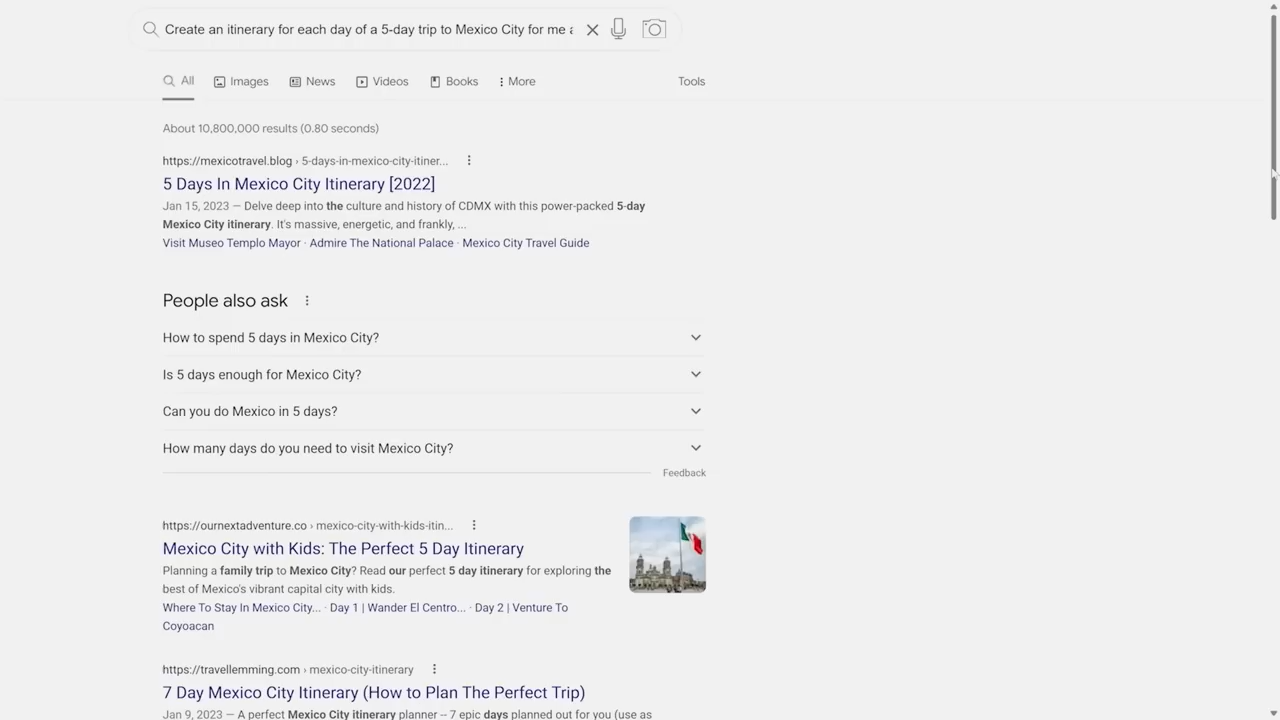 Create an itinerary for each day of a 5-day trip to Mexico City for me
All
Images
News
Videos
Books
More
Tools
About 10,800,000 results (0.80 seconds)
https://mexicotravel.blog › 5-days-in-mexico-city-itiner...
5 Days In Mexico City Itinerary [2022]
Jan 15, 2023 — Delve deep into the culture and history of CDMX with this power-packed 5-day
Mexico City itinerary. It's massive, energetic, and frankly, ...
Visit Museo Templo Mayor · Admire The National Palace · Mexico City Travel Guide
People also ask
How to spend 5 days in Mexico City?
Is 5 days enough for Mexico City?
Can you do Mexico in 5 days?
How many days do you need to visit Mexico City?
Feedback
https://ournextadventure.co › mexico-city-with-kids-itin...
Mexico City with Kids: The Perfect 5 Day Itinerary
Planning a family trip to Mexico City? Read our perfect 5 day itinerary for exploring the
best of Mexico's vibrant capital city with kids.
Where To Stay In Mexico City... · Day 1 | Wander El Centro... · Day 2 | Venture To
Coyoacan
https://travellemming.com › mexico-city-itinerary
7 Day Mexico City Itinerary (How to Plan The Perfect Trip)
Jan 9, 2023 — A perfect Mexico City itinerary planner – 7 epic days planned out for you (use as